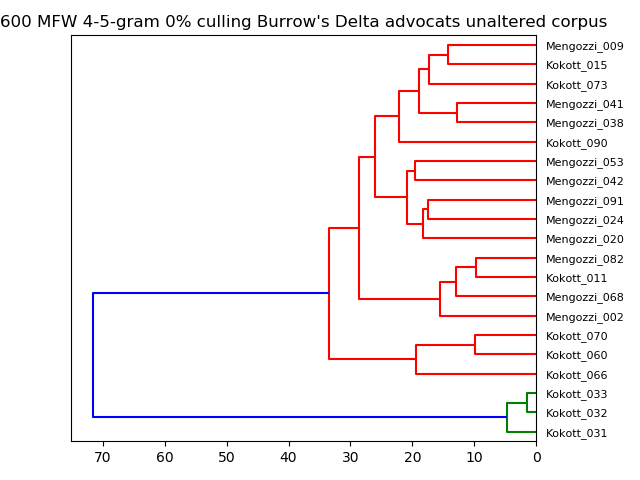 600 MFW 4-5-gram 0% culling Burrow's Delta advocats unaltered corpus
Mengozzi_009
Kokott_015
Kokott_073
Mengozzi_041
Mengozzi_038
Kokott_090
Mengozzi_053
Mengozzi_042
Mengozzi_091
Mengozzi_024
Mengozzi_020
Mengozzi_082
Kokott_011
Mengozzi_068
Mengozzi_002
Kokott_070
Kokott_060
Kokott_066
Kokott_033
Kokott_032
Kokott_031
70 60 50 40 30 20 10 0